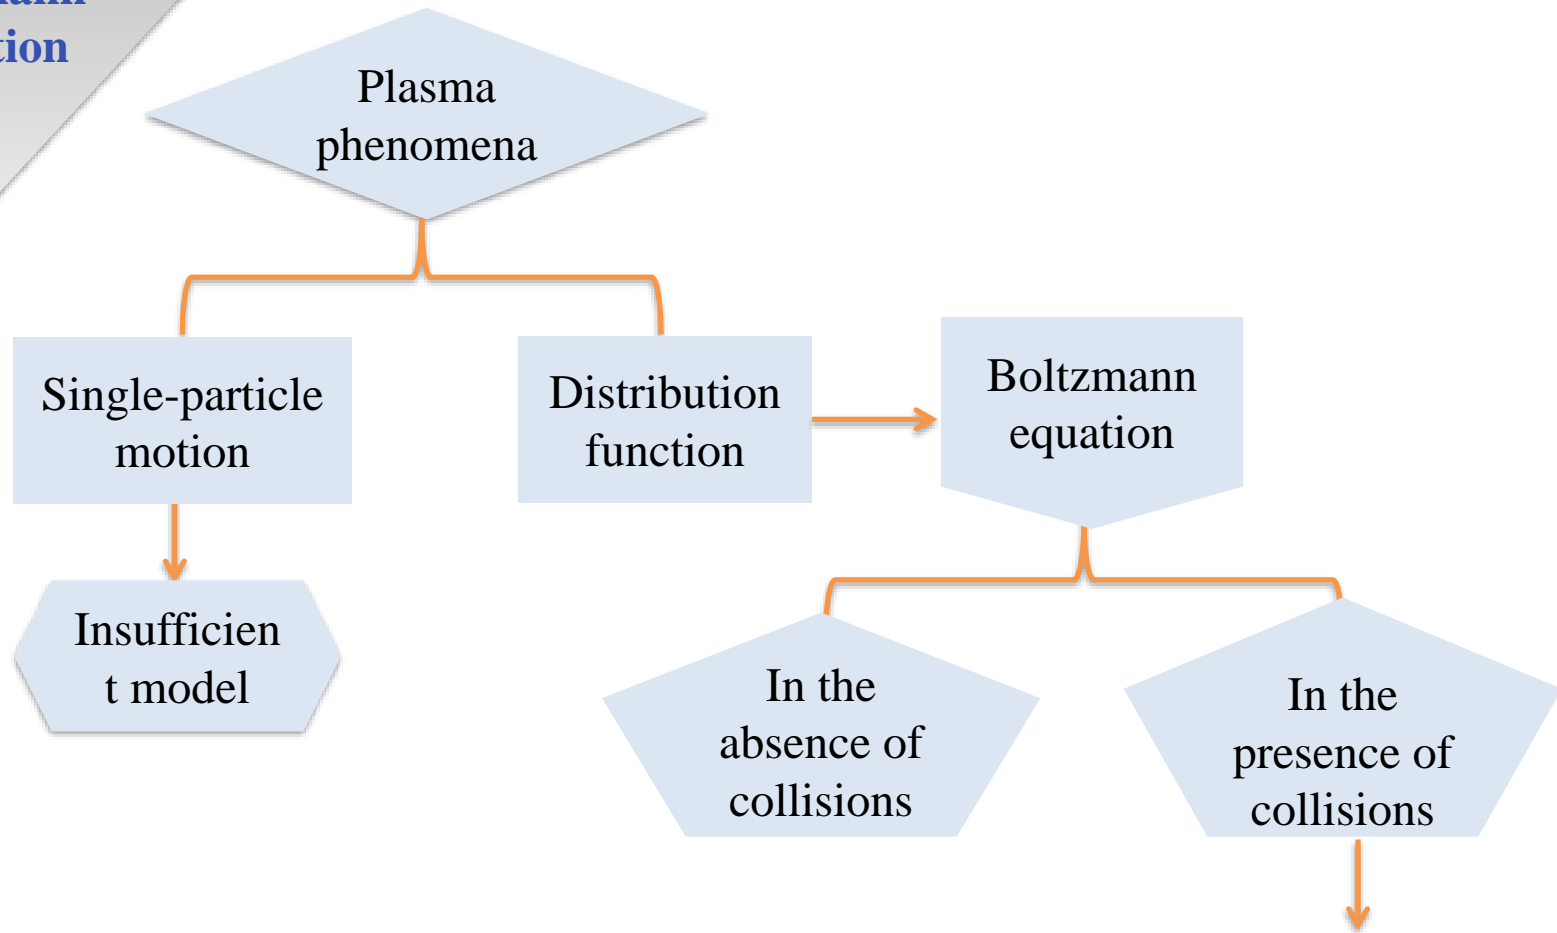 tion
Plasma
phenomena
Single-particle
motion
Distribution
function
Boltzmann
equation
Insufficien
t model
In the
absence of
collisions
In the
presence of
collisions